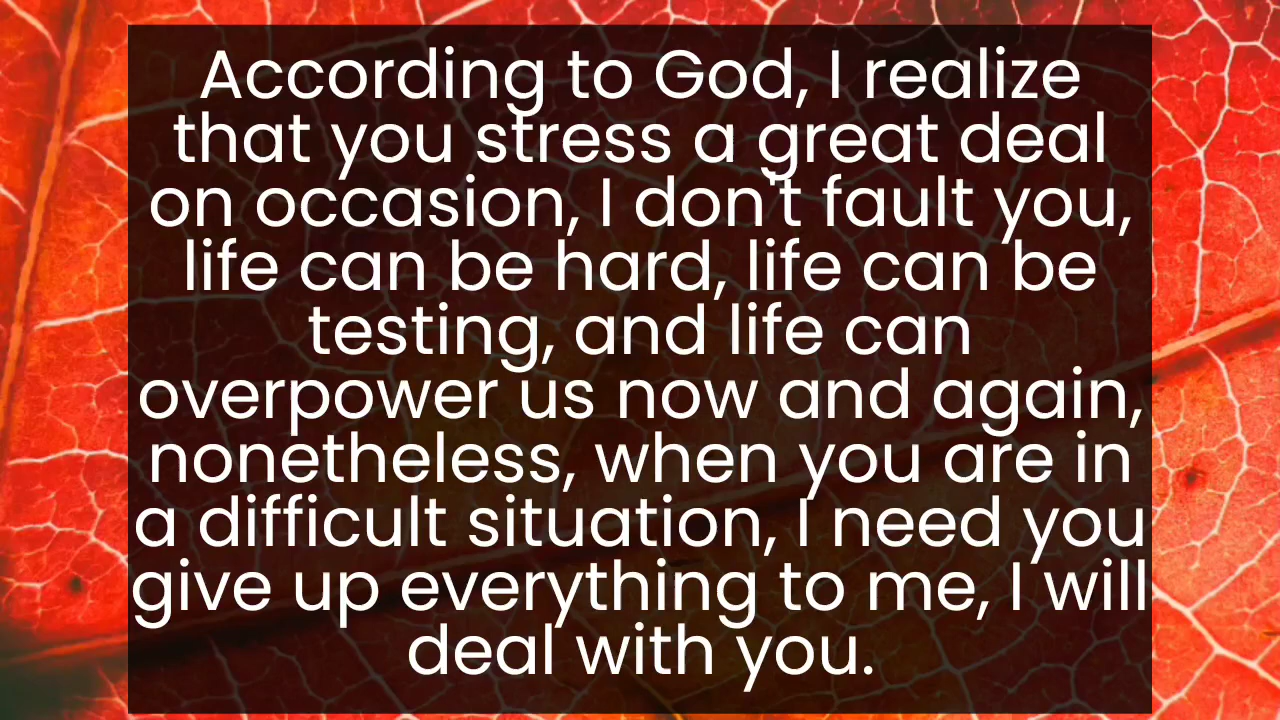 According to God, I realize
that you stress a great deal
on occasion, I don't fault you,
life can be hard, life can be
testing, and life can
overpower us now and again,
nonetheless, when you are in
a difficult situation, I need you
give up everything to me, I will
deal with you.